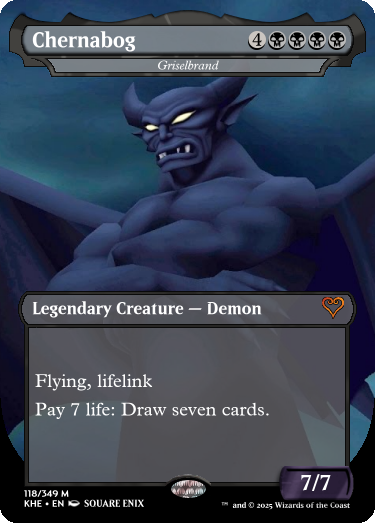 Chernabog 4
Griselbrand
Legendary Creature — Demon
Flying, lifelink
Pay 7 life: Draw seven cards.
7/7
118/349 M
KHE • EN SQUARE ENIX
™ and © 2025 Wizards of the Coast